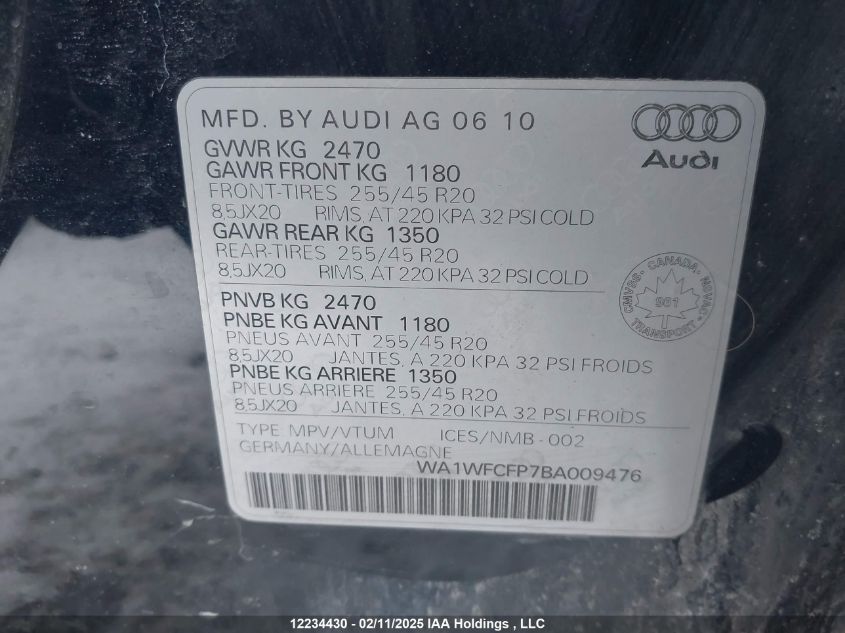 MFD. BY AUDI AG 06 10
Audi
GVWR KG 2470
GAWR FRONT KG 1180
FRONT-TIRES 255/45 R20
8,5JX20 RIMS, AT 220 KPA 32 PSI COLD
GAWR REAR KG 1350
REAR-TIRES 255/45 R20
8,5JX20 RIMS, AT 220 KPA 32 PSI COLD
CMVSS - CANADA - NSVAC
901
TRANSPORT
PNVB KG 2470
PNBE KG AVANT 1180
PNEUS AVANT 255/45 R20
8,5JX20 JANTES, A 220 KPA 32 PSI FROIDS
PNBE KG ARRIERE 1350
PNEUS ARRIERE 255/45 R20
8,5JX20 JANTES, A 220 KPA 32 PSI FROIDS
TYPE: MPV/VTUM ICES/NMB - 002
GERMANY/ALLEMAGNE
WA1WFCFP7BA009476
12234430 - 02/11/2025 IAA Holdings , LLC